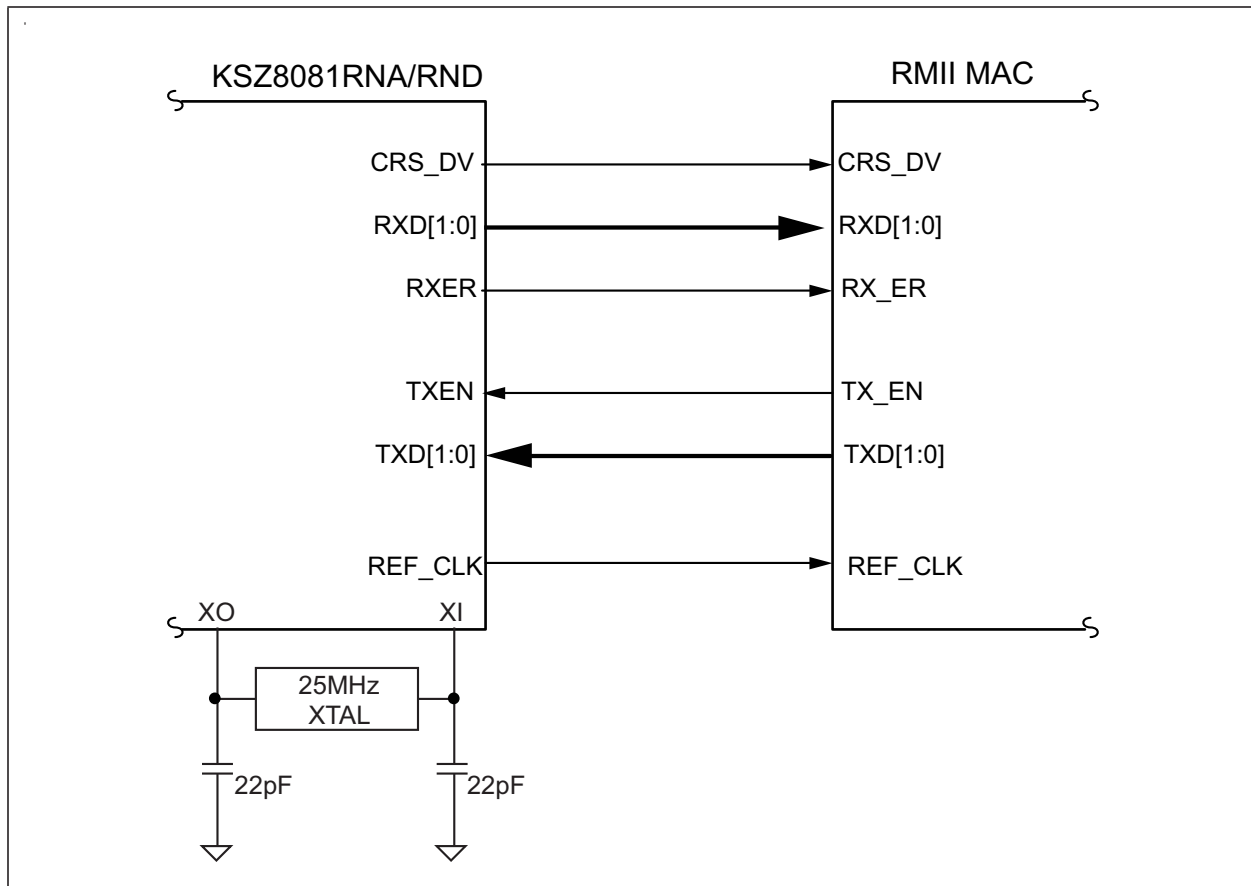 KSZ8081RNA/RND
RMII MAC
CRS_DV
CRS_DV
RXD[1:0]
RXD[1:0]
RXER
RX_ER
TXEN
TX_EN
TXD[1:0]
TXD[1:0]
REF_CLK
REF_CLK
XO
XI
25MHz
XTAL
22pF
22pF